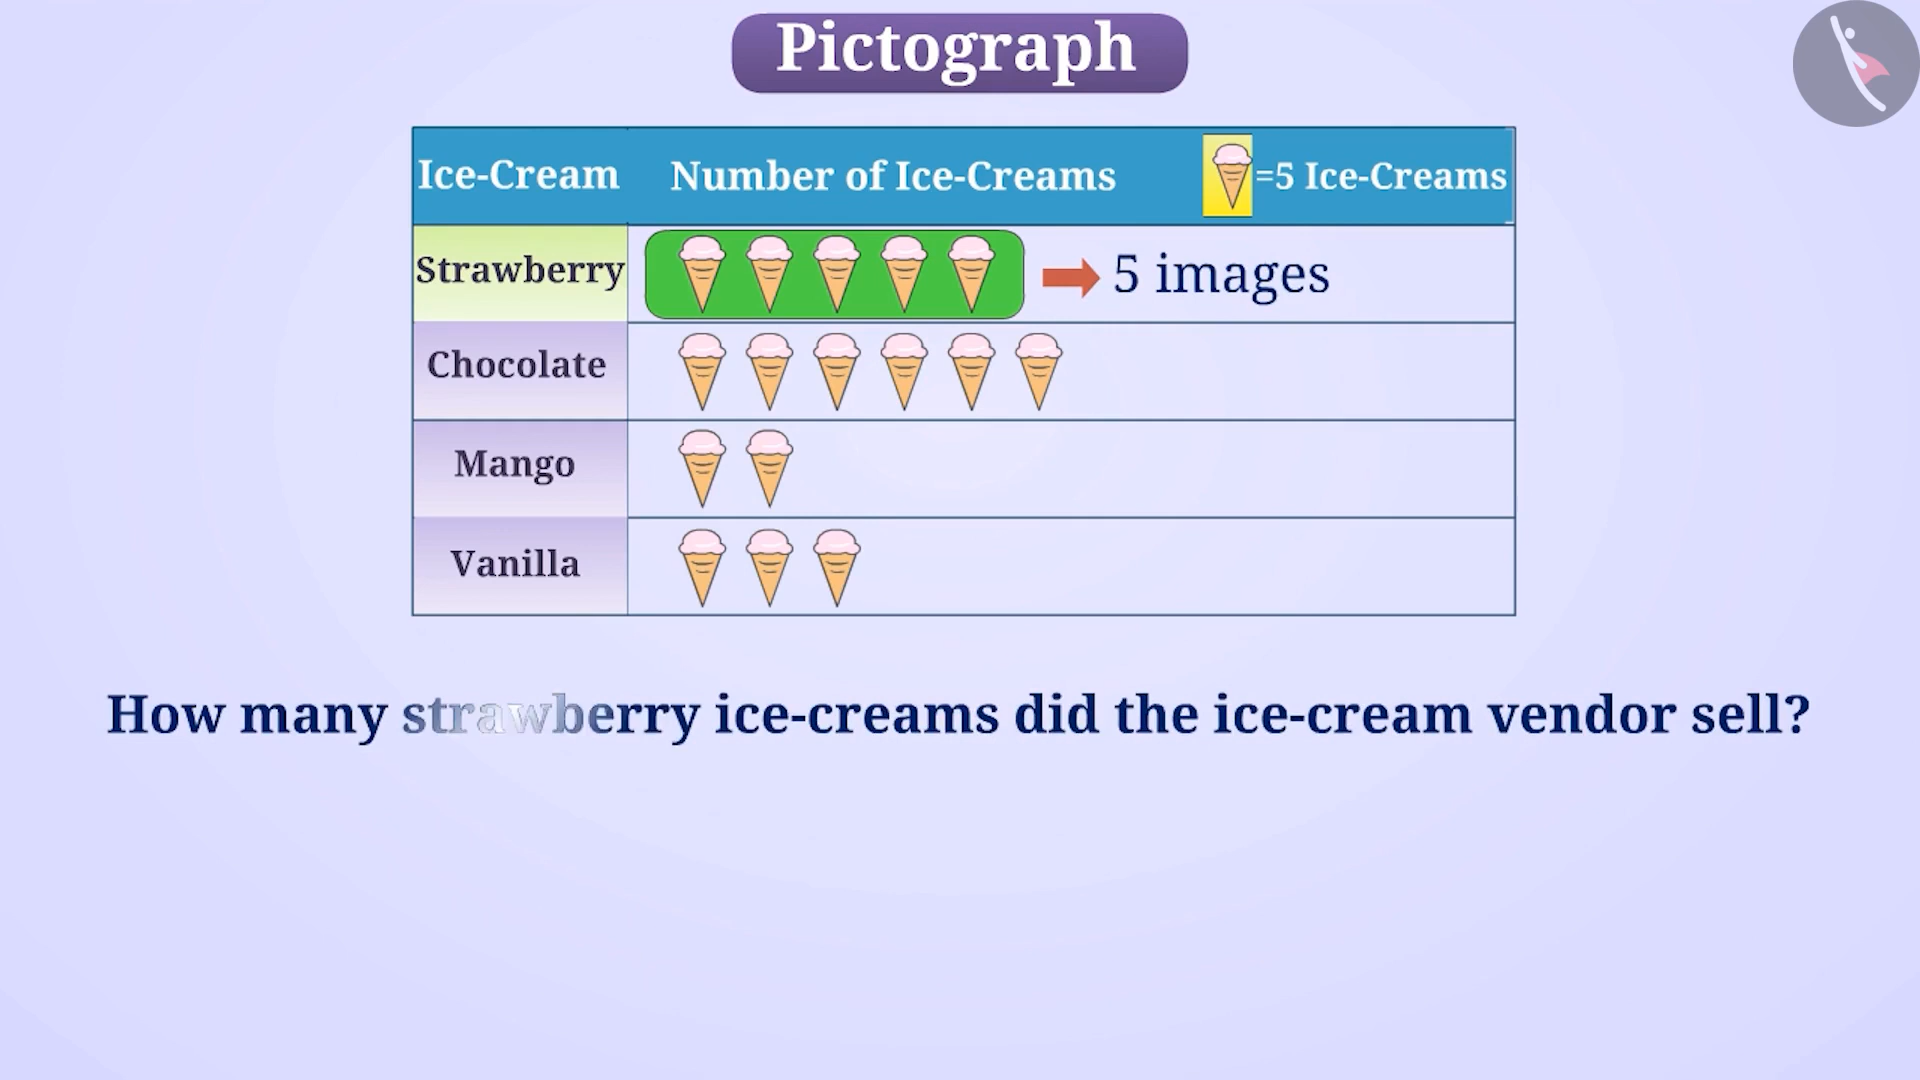 Pictograph
Ice-Cream Number of Ice-Creams =5 Ice-Creams
Strawberry 5 images
Chocolate
Mango
Vanilla
How many strawberry ice-creams did the ice-cream vendor sell?